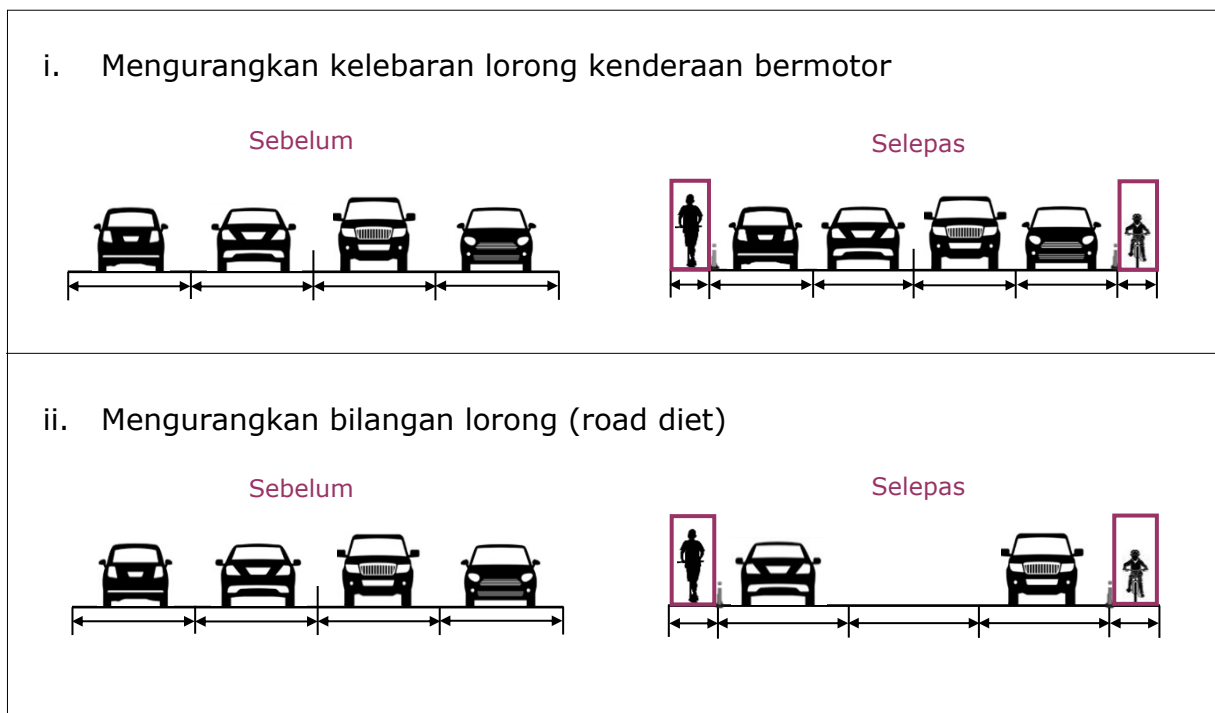 i. Mengurangkan kelebaran lorong kenderaan bermotor
Sebelum
Selepas
ii. Mengurangkan bilangan lorong (road diet)
Sebelum
Selepas